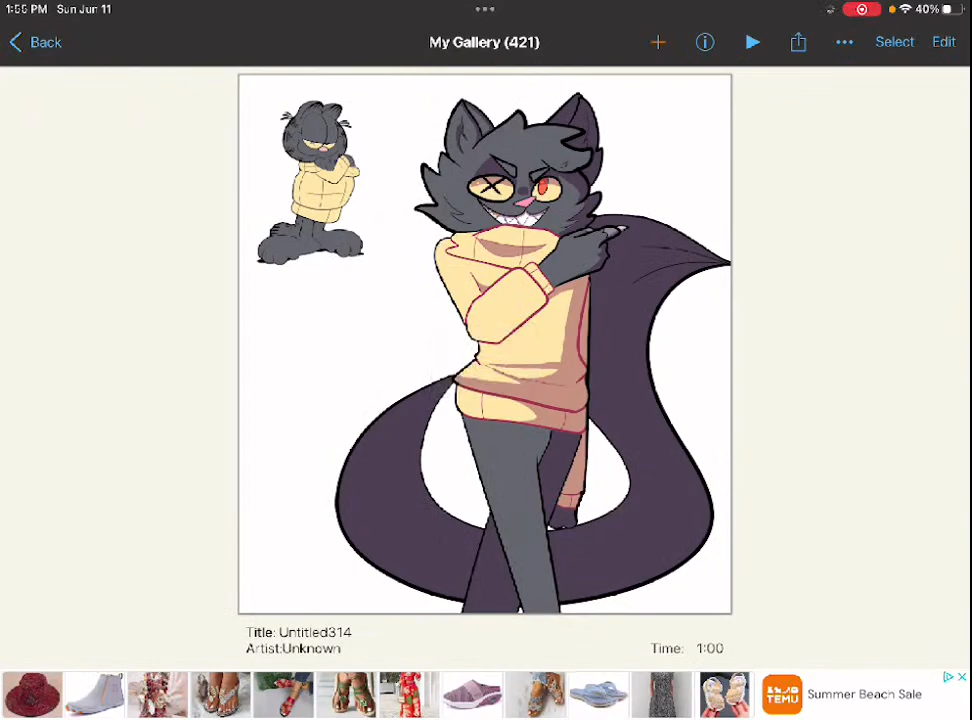 1:55 PM Sun Jun 11
40%
Back
My Gallery (421)
Select
Edit
Title: Untitled314
Artist:Unknown
Time: 1:00
TEMU
Summer Beach Sale